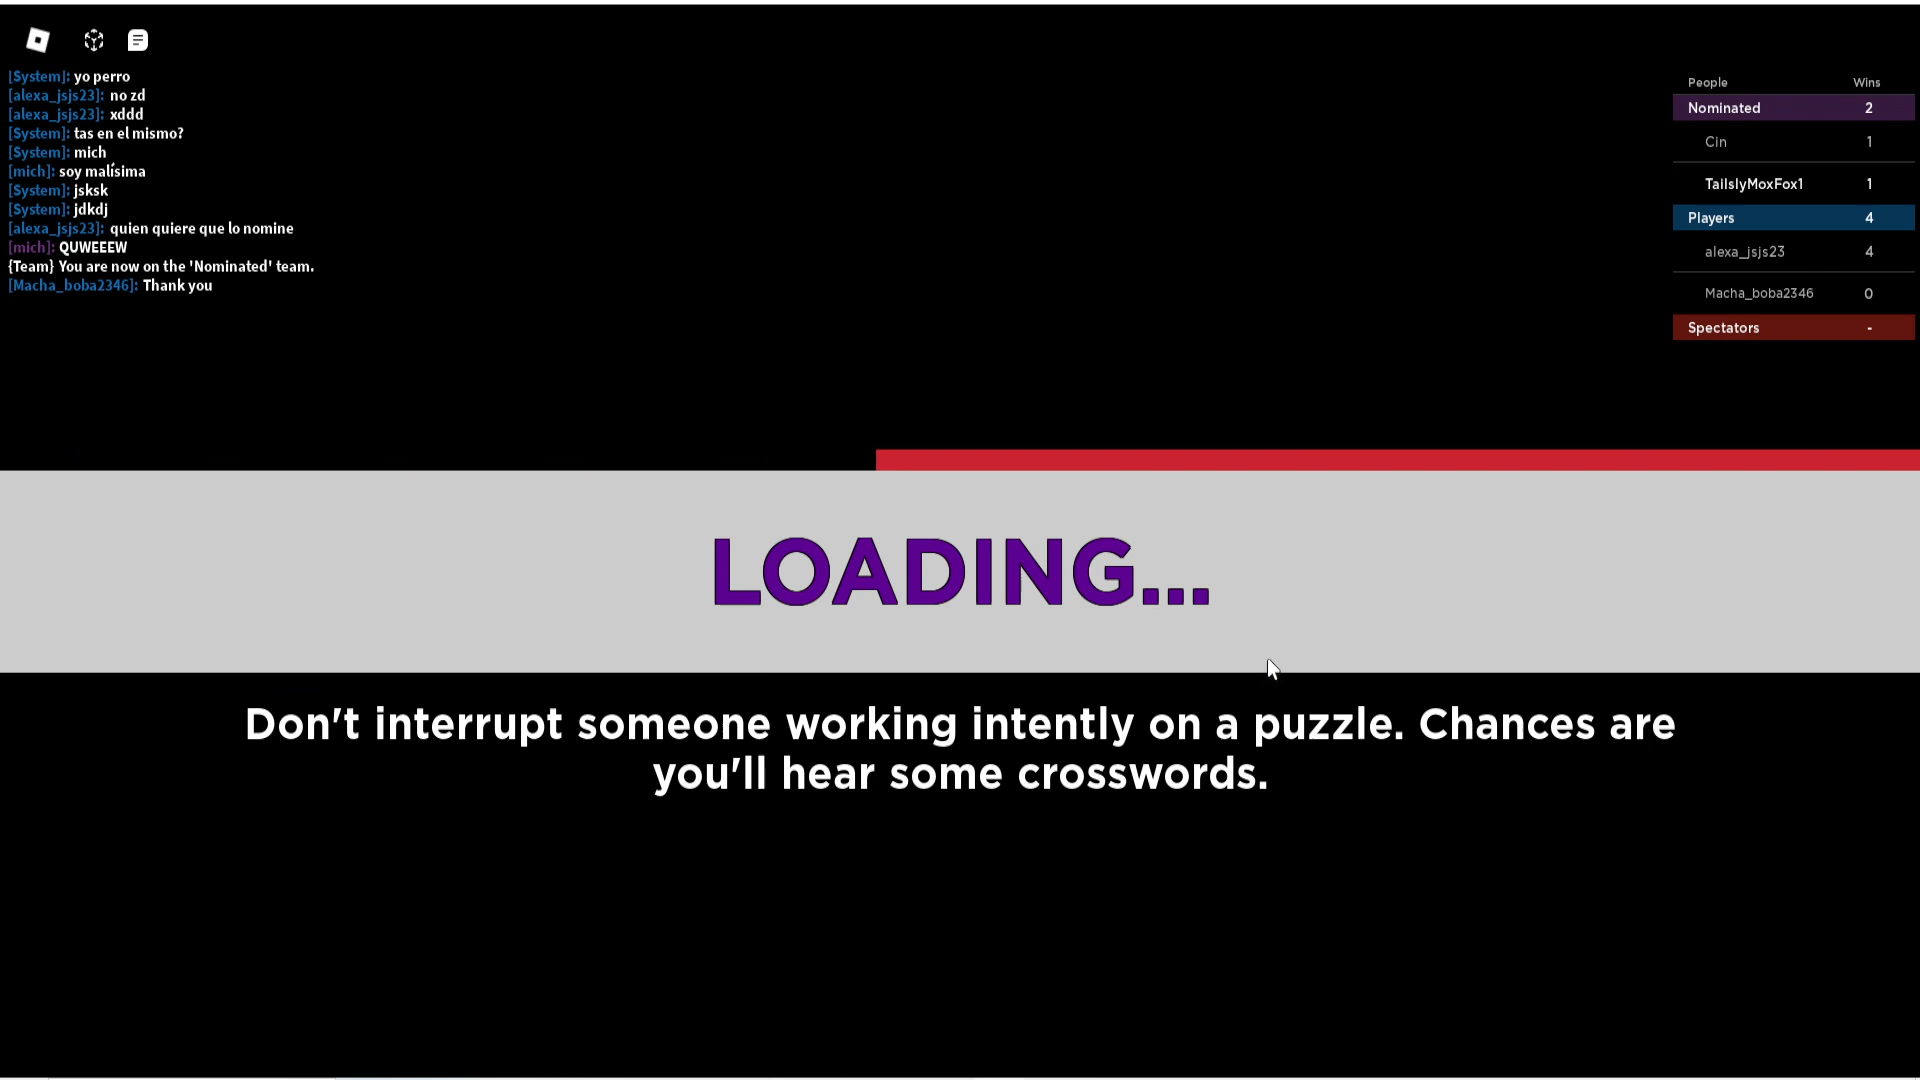 [System]: yo perro
[alexa_jsjs23]: no zd
[alexa_jsjs23]: xddd
[System]: tas en el mismo?
[System]: mich
[mich]: soy malísima
[System]: jsksk
[System]: jdkdj
[alexa_jsjs23]: quien quiere que lo nomine
[mich]: QUWEEEW
{Team} You are now on the 'Nominated' team.
[Macha_boba2346]: Thank you
People Wins
Nominated 2
Cin 1
TailslyMoxFox1 1
Players 4
alexa_jsjs23 4
Macha_boba2346 0
Spectators -
LOADING...
Don't interrupt someone working intently on a puzzle. Chances are
you'll hear some crosswords.